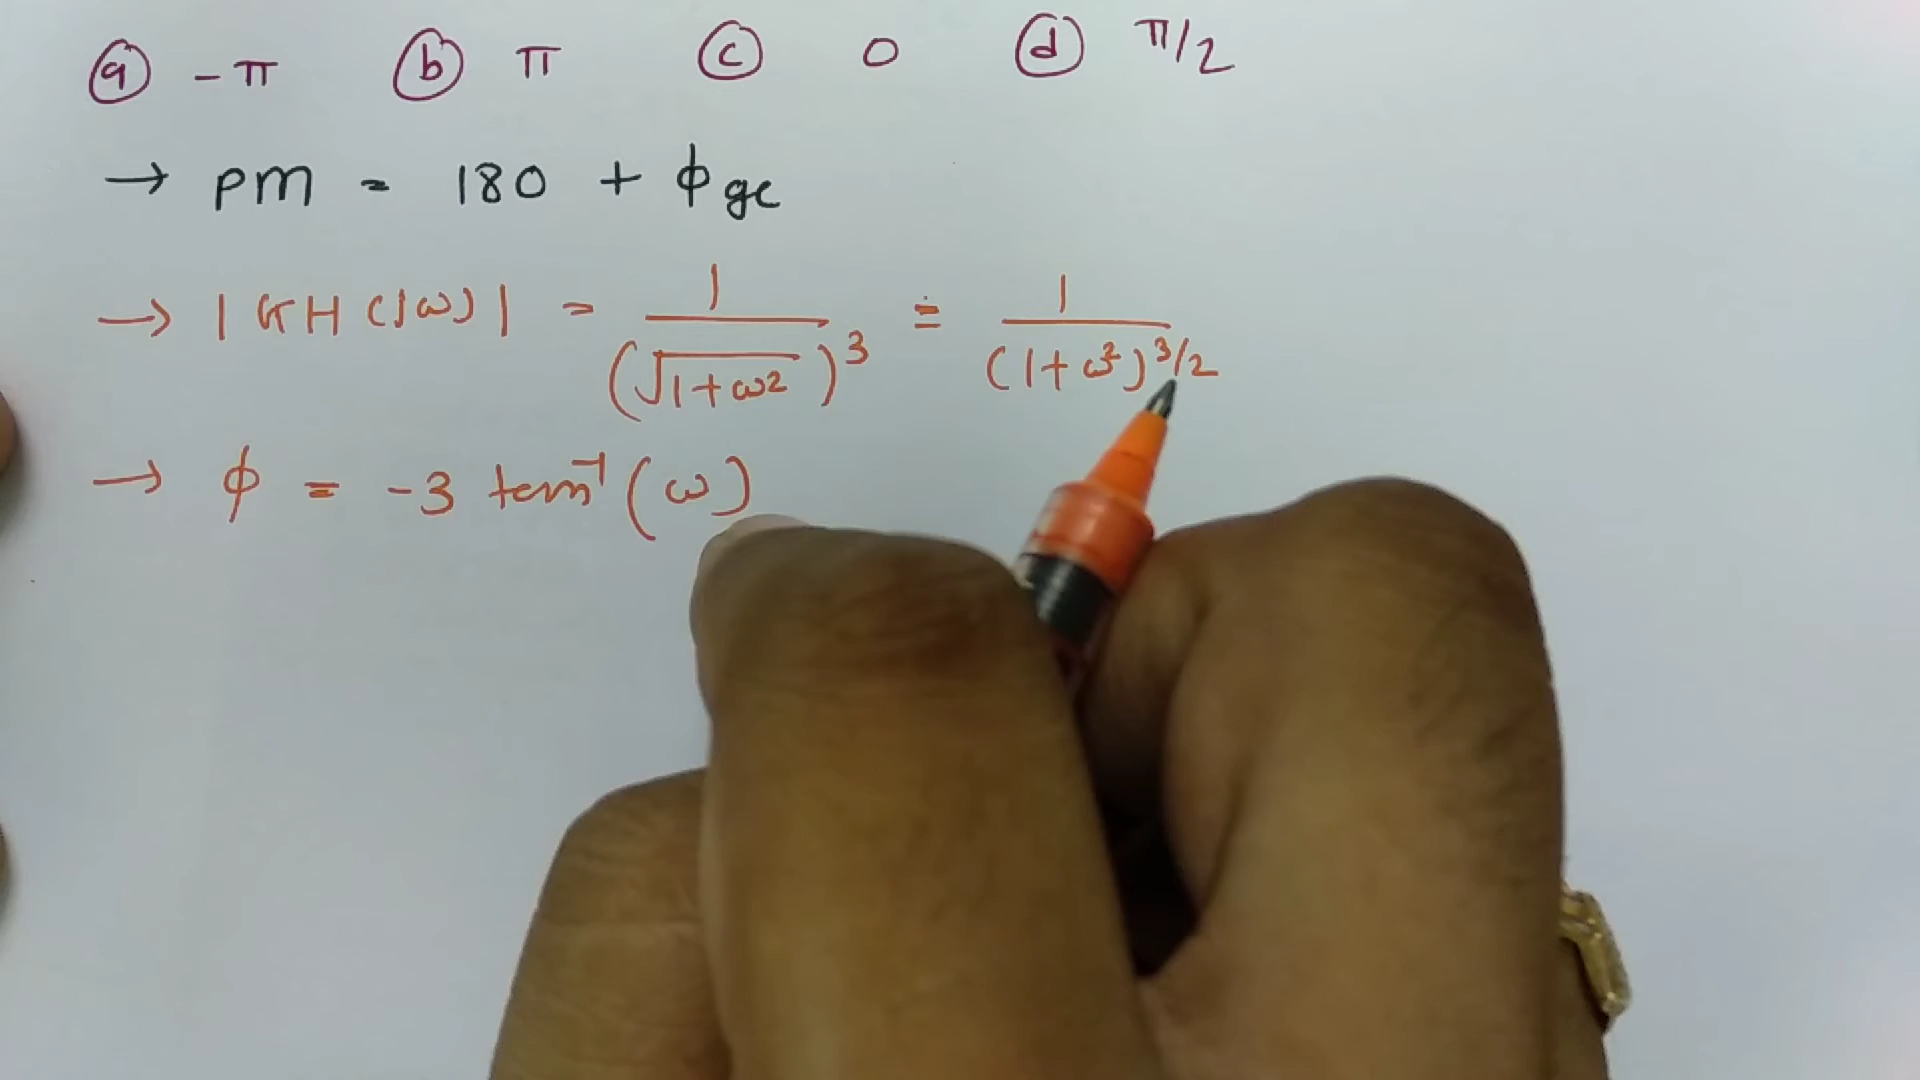 (a) -π (b) π (c) 0 (d) π/2
→ PM = 180 + ϕgc
→ |GH(jω)| = 1/(√1+ω2)3 = 1/(1+ω2)3/2
→ ϕ = -3 tan-1(ω)